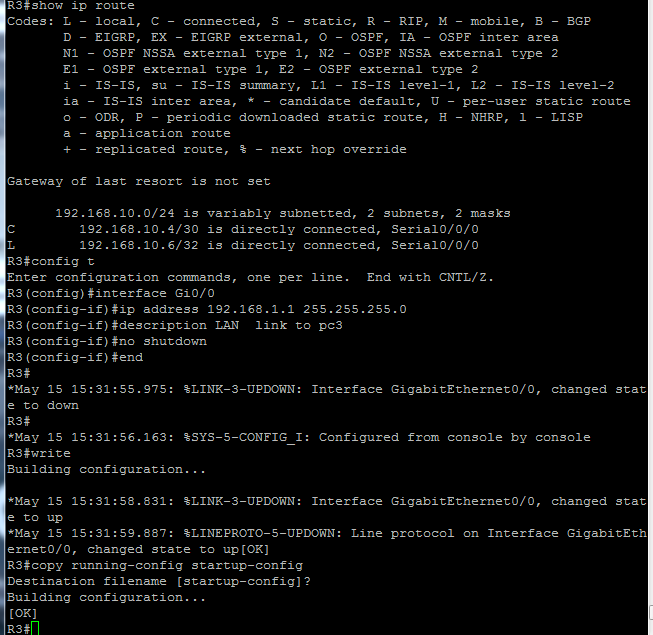 R3#show ip route
Codes: L - local, C - connected, S - static, R - RIP, M - mobile, B - BGP
       D - EIGRP, EX - EIGRP external, O - OSPF, IA - OSPF inter area
       N1 - OSPF NSSA external type 1, N2 - OSPF NSSA external type 2
       E1 - OSPF external type 1, E2 - OSPF external type 2
       i - IS-IS, su - IS-IS summary, L1 - IS-IS level-1, L2 - IS-IS level-2
       ia - IS-IS inter area, * - candidate default, U - per-user static route
       o - ODR, P - periodic downloaded static route, H - NHRP, l - LISP
       a - application route
       + - replicated route, % - next hop override

Gateway of last resort is not set

      192.168.10.0/24 is variably subnetted, 2 subnets, 2 masks
C        192.168.10.4/30 is directly connected, Serial0/0/0
L        192.168.10.6/32 is directly connected, Serial0/0/0
R3#config t
Enter configuration commands, one per line.  End with CNTL/Z.
R3(config)#interface Gi0/0
R3(config-if)#ip address 192.168.1.1 255.255.255.0
R3(config-if)#description LAN  link to pc3
R3(config-if)#no shutdown
R3(config-if)#end
R3#
*May 15 15:31:55.975: %LINK-3-UPDOWN: Interface GigabitEthernet0/0, changed stat
e to down
R3#
*May 15 15:31:56.163: %SYS-5-CONFIG_I: Configured from console by console
R3#write
Building configuration...

*May 15 15:31:58.831: %LINK-3-UPDOWN: Interface GigabitEthernet0/0, changed stat
e to up
*May 15 15:31:59.887: %LINEPROTO-5-UPDOWN: Line protocol on Interface GigabitEth
ernet0/0, changed state to up[OK]
R3#copy running-config startup-config
Destination filename [startup-config]?
Building configuration...
[OK]
R3#